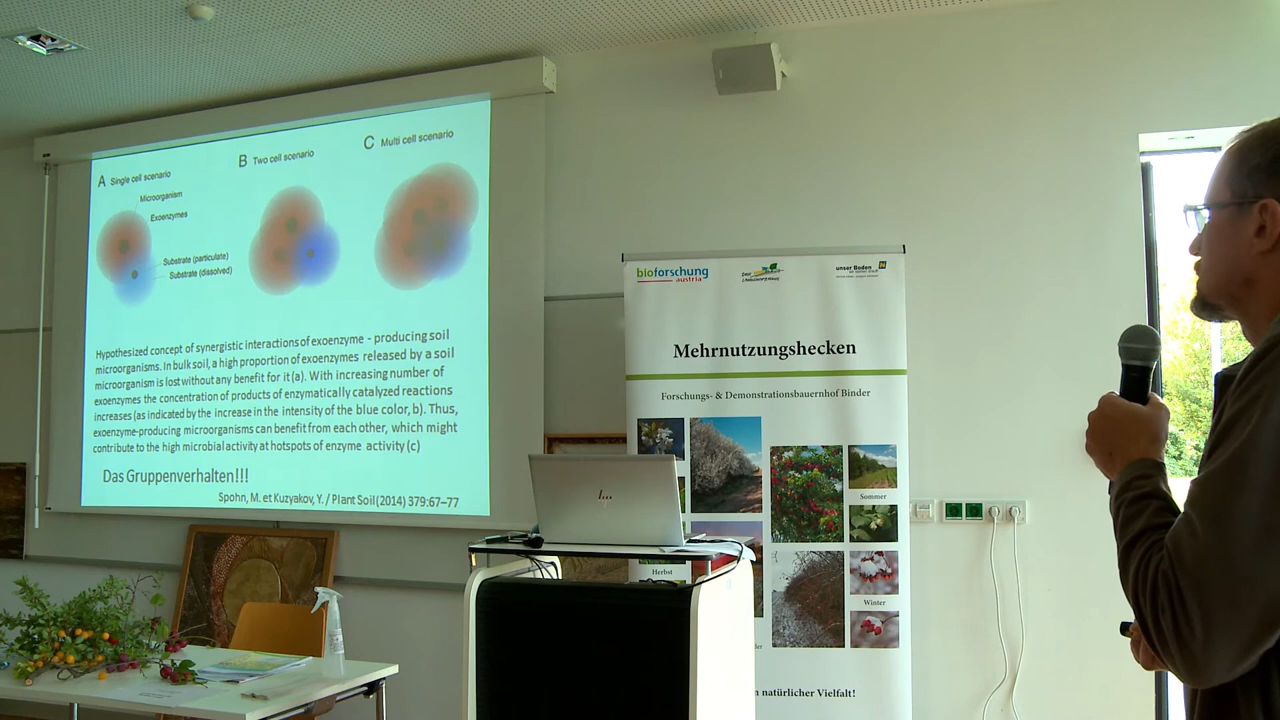 A Single cell scenario
Microorganism
Exoenzymes
Substrate (particulate)
Substrate (dissolved)
B Two cell scenario
C Multi cell scenario
Hypothesized concept of synergistic interactions of exoenzyme - producing soil
microorganisms. In bulk soil, a high proportion of exoenzymes released by a soil
microorganism is lost without any benefit for it (a). With increasing number of
exoenzymes the concentration of products of enzymatically catalyzed reactions
increases (as indicated by the increase in the intensity of the blue color, b). Thus,
exoenzyme-producing microorganisms can benefit from each other, which might
contribute to the high microbial activity at hotspots of enzyme activity (c)
Das Gruppenverhalten!!!
Spohn, M. et Kuzyakov, Y. / Plant Soil (2014) 379:67–77
bioforschung
austria
unser Boden
Mehrnutzungshecken
Forschungs- & Demonstrationsbauernhof Binder
Sommer
Herbst
Winter
n natürlicher Vielfalt!